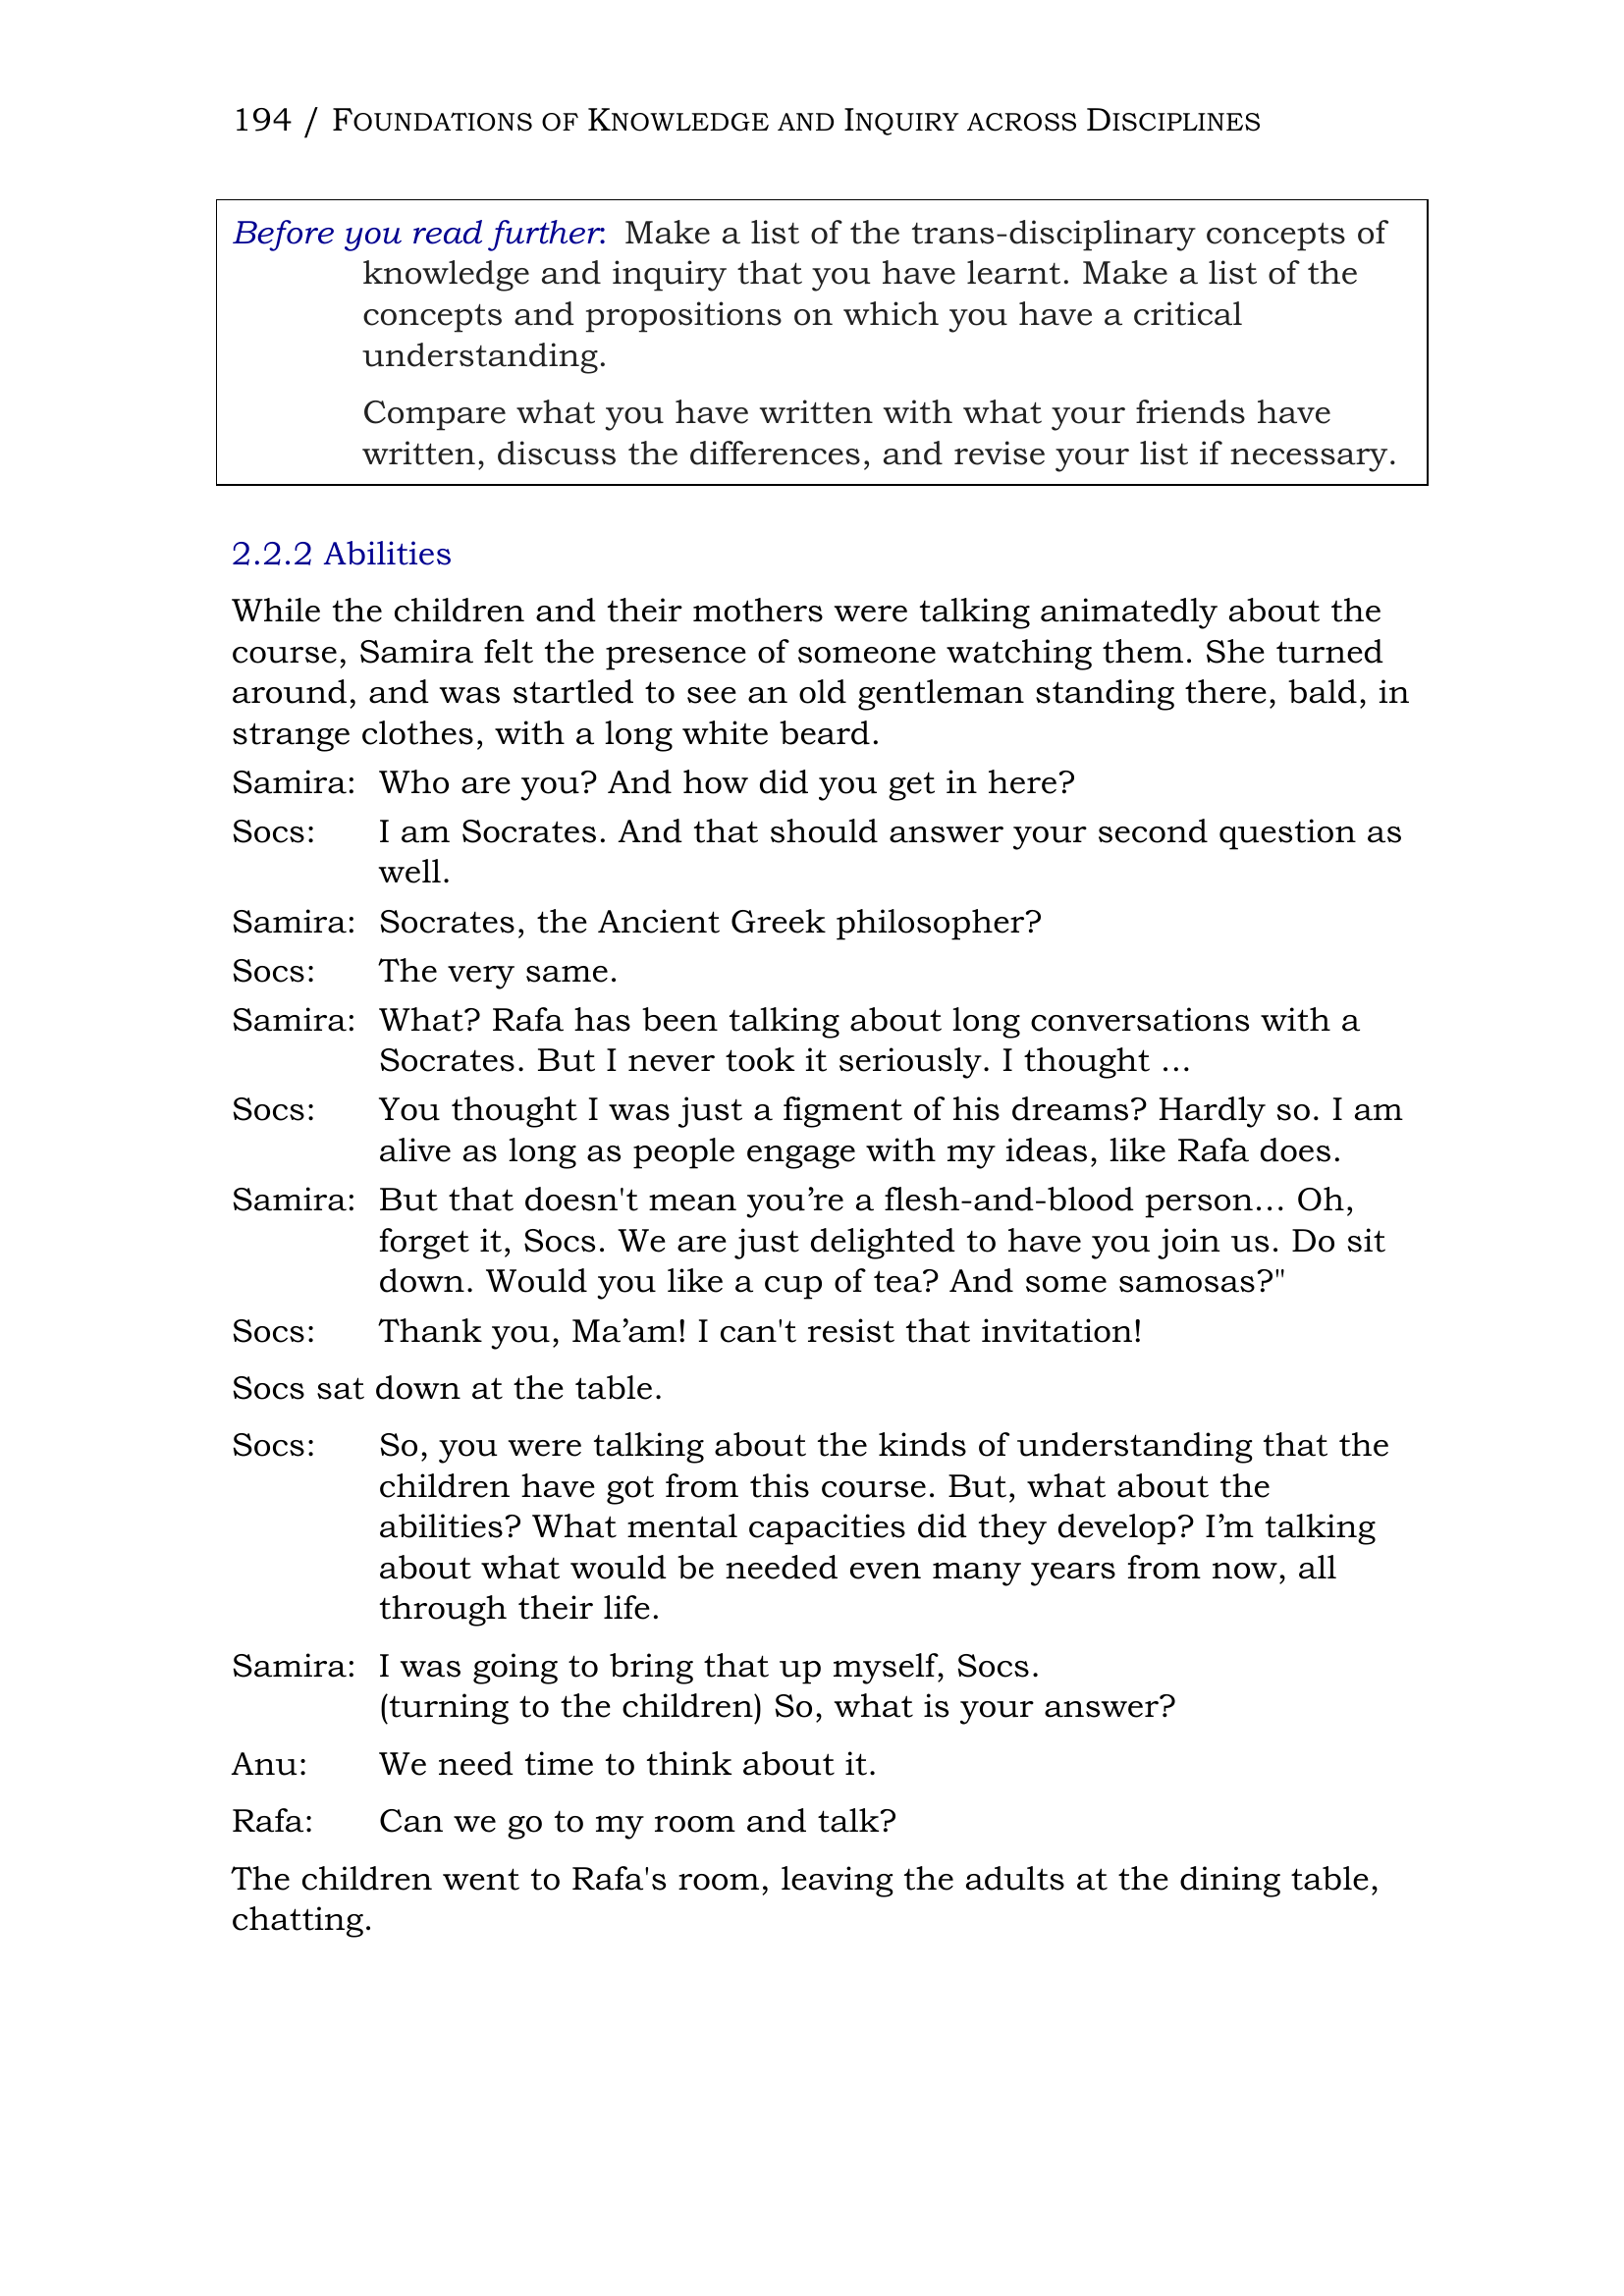 194 / FOUNDATIONS OF KNOWLEDGE AND INQUIRY ACROSS DISCIPLINES
Before you read further: Make a list of the trans-disciplinary concepts of
knowledge and inquiry that you have learnt. Make a list of the
concepts and propositions on which you have a critical
understanding.
Compare what you have written with what your friends have
written, discuss the differences, and revise your list if necessary.
2.2.2 Abilities
While the children and their mothers were talking animatedly about the
course, Samira felt the presence of someone watching them. She turned
around, and was startled to see an old gentleman standing there, bald, in
strange clothes, with a long white beard.
Samira: Who are you? And how did you get in here?
Socs: I am Socrates. And that should answer your second question as
well.
Samira: Socrates, the Ancient Greek philosopher?
Socs: The very same.
Samira: What? Rafa has been talking about long conversations with a
Socrates. But I never took it seriously. I thought ...
Socs: You thought I was just a figment of his dreams? Hardly so. I am
alive as long as people engage with my ideas, like Rafa does.
Samira: But that doesn't mean you’re a flesh-and-blood person... Oh,
forget it, Socs. We are just delighted to have you join us. Do sit
down. Would you like a cup of tea? And some samosas?"
Socs: Thank you, Ma’am! I can't resist that invitation!
Socs sat down at the table.
Socs: So, you were talking about the kinds of understanding that the
children have got from this course. But, what about the
abilities? What mental capacities did they develop? I’m talking
about what would be needed even many years from now, all
through their life.
Samira: I was going to bring that up myself, Socs.
(turning to the children) So, what is your answer?
Anu: We need time to think about it.
Rafa: Can we go to my room and talk?
The children went to Rafa's room, leaving the adults at the dining table,
chatting.